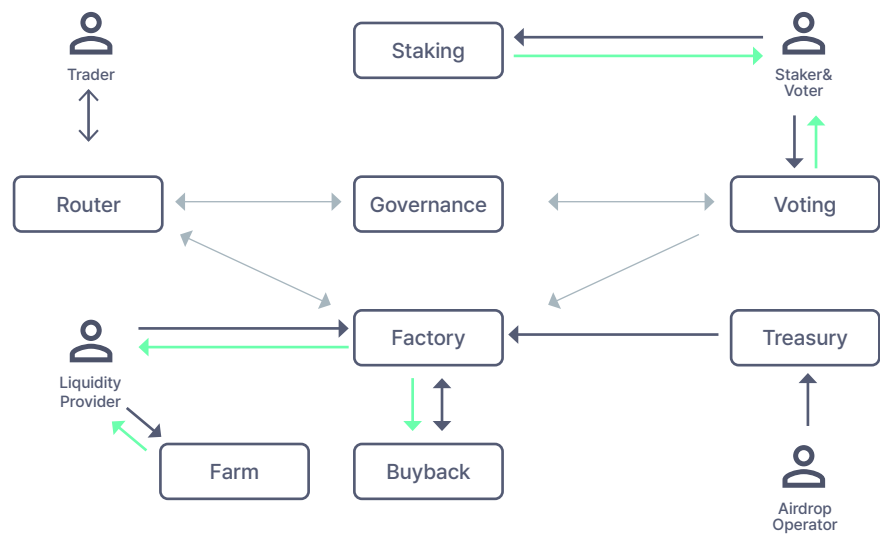 Trader
Staking
Staker&
Voter
Router
Governance
Voting
Factory
Treasury
Liquidity
Provider
Farm
Buyback
Airdrop
Operator